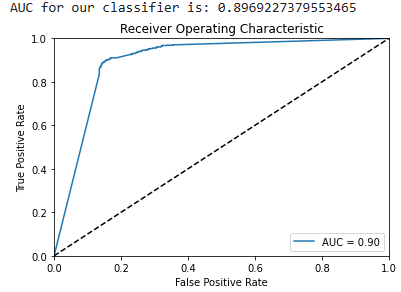 AUC for our classifier is: 0.8969227379553465
Receiver Operating Characteristic
True Positive Rate
1.0
0.8
0.6
0.4
0.2
0.0
AUC = 0.90
0.0 0.2 0.4 0.6 0.8 1.0
False Positive Rate